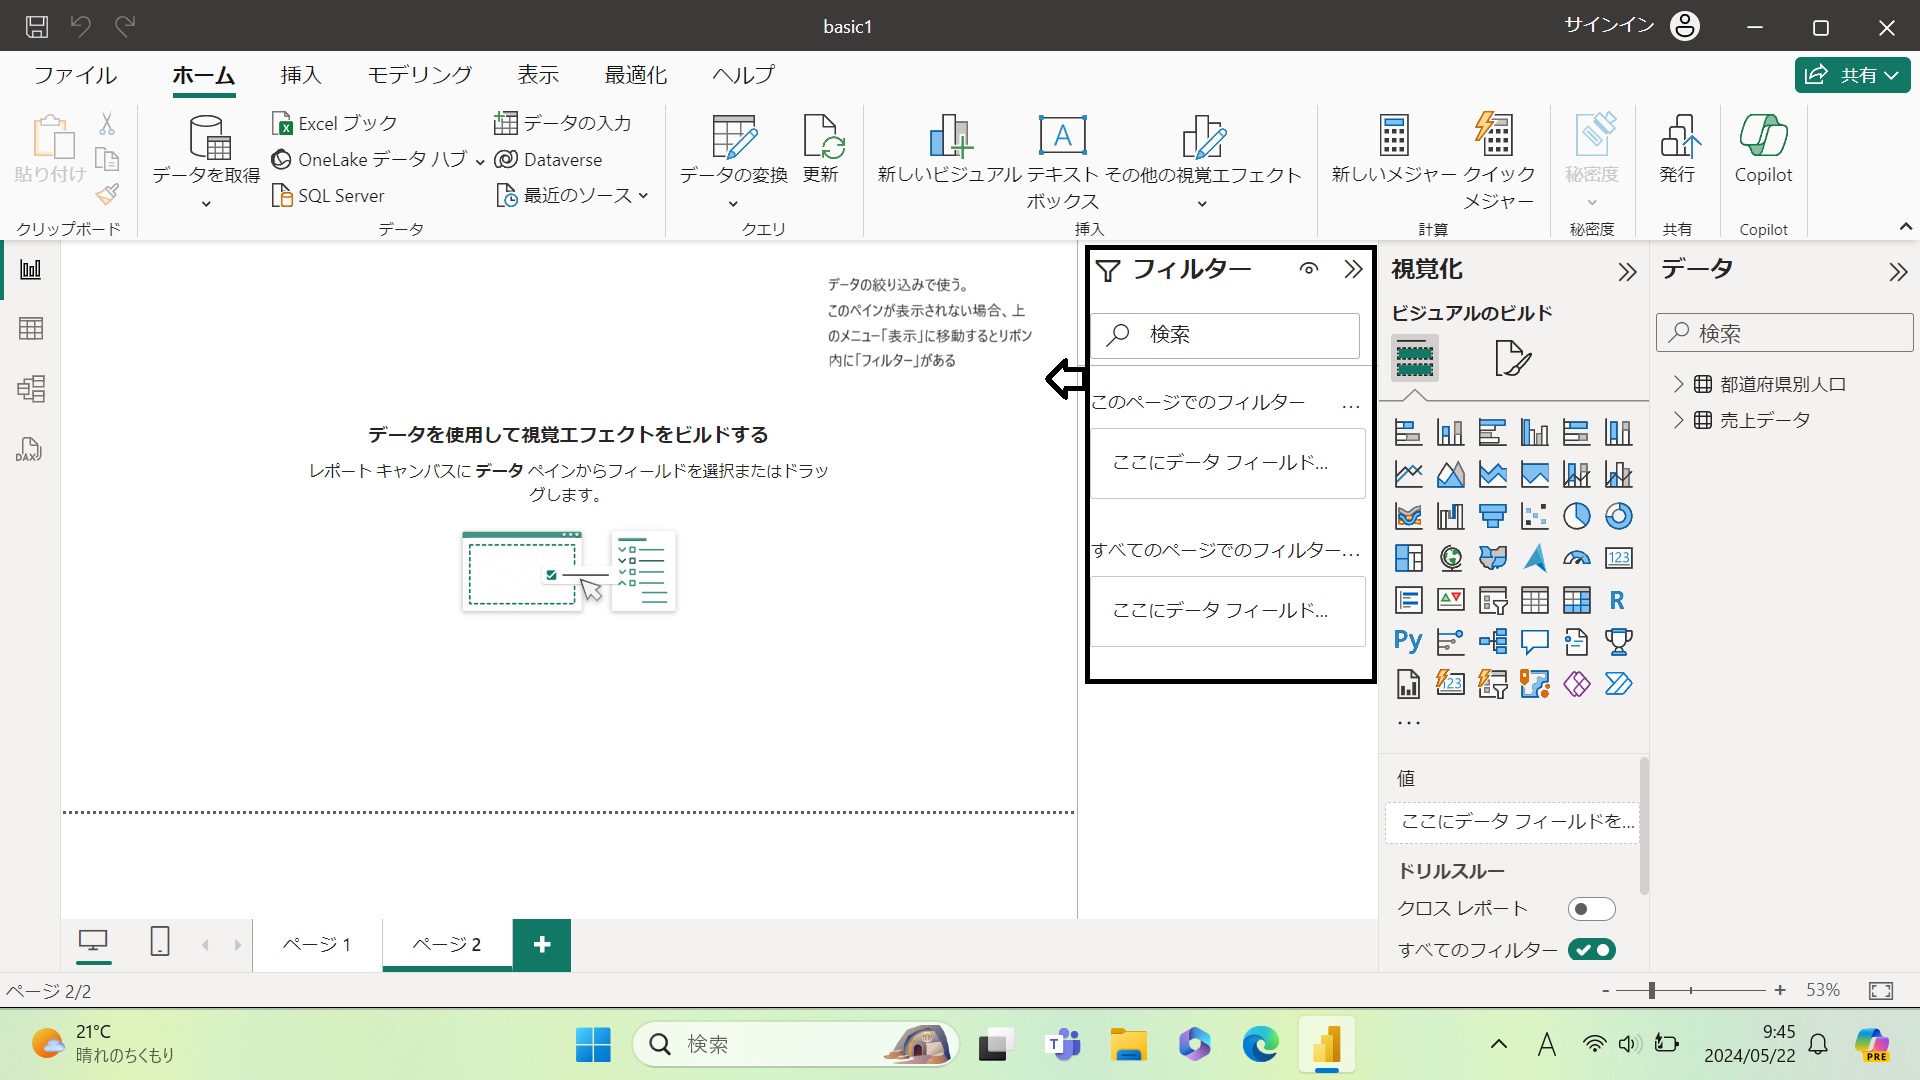 basic1
サインイン
ファイル
ホーム
挿入
モデリング
表示
最適化
ヘルプ
共有
貼り付け
クリップボード
データを取得
Excel ブック
OneLake データ ハブ
SQL Server
データの入力
Dataverse
最近のソース
データ
データの変換
更新
クエリ
新しいビジュアル
テキスト
ボックス
その他の視覚エフェクト
挿入
新しいメジャー
クイック
メジャー
計算
秘密度
秘密度
発行
共有
Copilot
Copilot
データの絞り込みで使う。
このペインが表示されない場合、上
のメニュー「表示」に移動するとリボン
内に「フィルター」がある
データを使用して視覚エフェクトをビルドする
レポート キャンバスに データ ペインからフィールドを選択またはドラッ
グします。
フィルター
検索
このページでのフィルター ...
ここにデータ フィールド...
すべてのページでのフィルター...
ここにデータ フィールド...
視覚化
ビジュアルのビルド
123
R
Py
123
...
値
ここにデータ フィールドを...
ドリルスルー
クロス レポート
すべてのフィルター
データ
検索
都道府県別人口
売上データ
DAX
ページ 1
ページ 2
+
ページ 2/2
- + 53%
21°C
晴れのちくもり
検索
A
9:45
2024/05/22
PRE